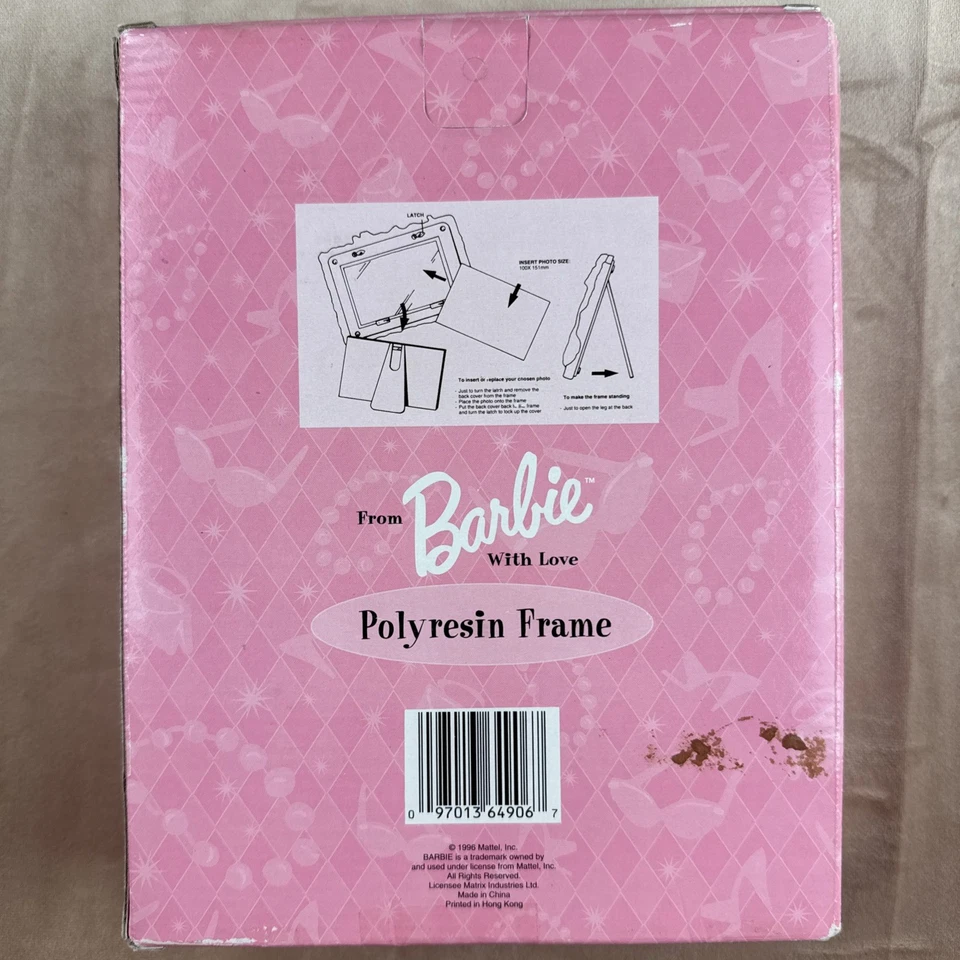 LATCH
INSERT PHOTO SIZE:
100X 151mm
To insert or replace your chosen photo
- Just to turn the latch and remove the
back cover from the frame
- Place the photo onto the frame
- Put the back cover back frame
and turn the latch to lock up the cover
To make the frame standing
- Just to open the leg at the back
From Barbie™
With Love
Polyresin Frame
0 97013 64906 7
© 1996 Mattel, Inc.
BARBIE is a trademark owned by
and used under license from Mattel, Inc.
All Rights Reserved.
Licensee Matrix Industries Ltd.
Made in China
Printed in Hong Kong